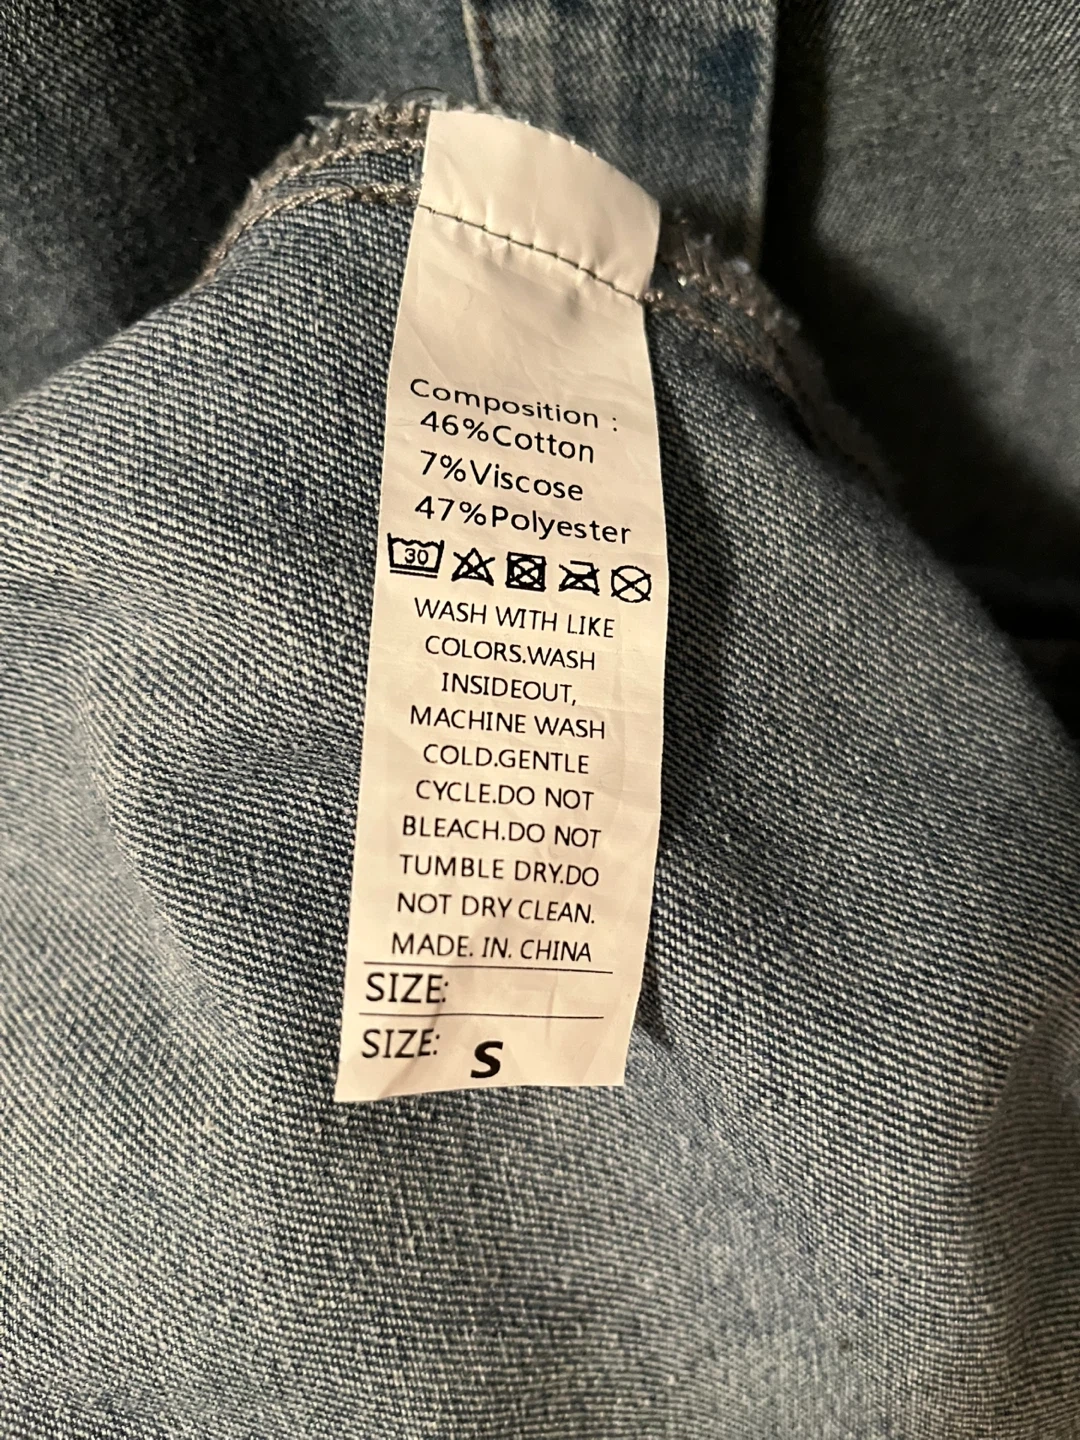 Composition :
46%Cotton
7%Viscose
47%Polyester
30
WASH WITH LIKE
COLORS.WASH
INSIDEOUT,
MACHINE WASH
COLD.GENTLE
CYCLE.DO NOT
BLEACH.DO NOT
TUMBLE DRY.DO
NOT DRY CLEAN.
MADE. IN. CHINA
SIZE:
SIZE: S